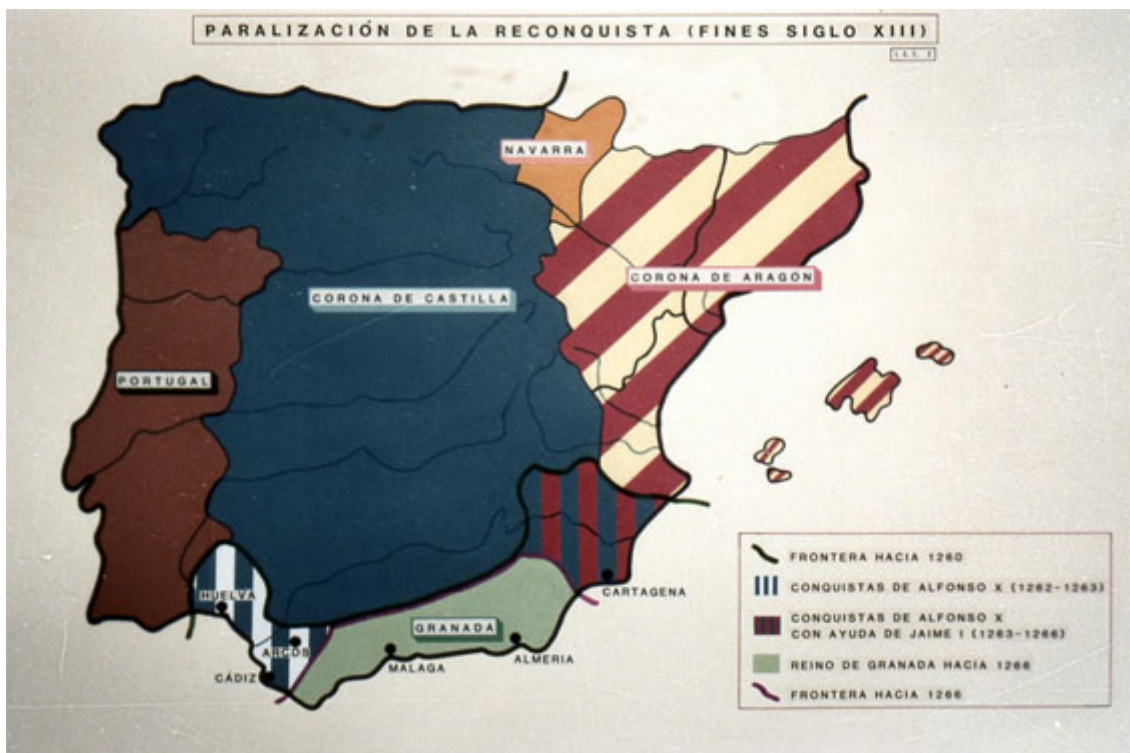 PARALIZACIÓN DE LA RECONQUISTA (FINES SIGLO XIII)
NAVARRA
CORONA DE ARAGÓN
CORONA DE CASTILLA
PORTUGAL
HUELVA
ARCOS
CÁDIZ
GRANADA
MALAGA
ALMERIA
CARTAGENA
FRONTERA HACIA 1260
CONQUISTAS DE ALFONSO X (1262-1263)
CONQUISTAS DE ALFONSO X
CON AYUDA DE JAIME I (1263-1266)
REINO DE GRANADA HACIA 1266
FRONTERA HACIA 1266